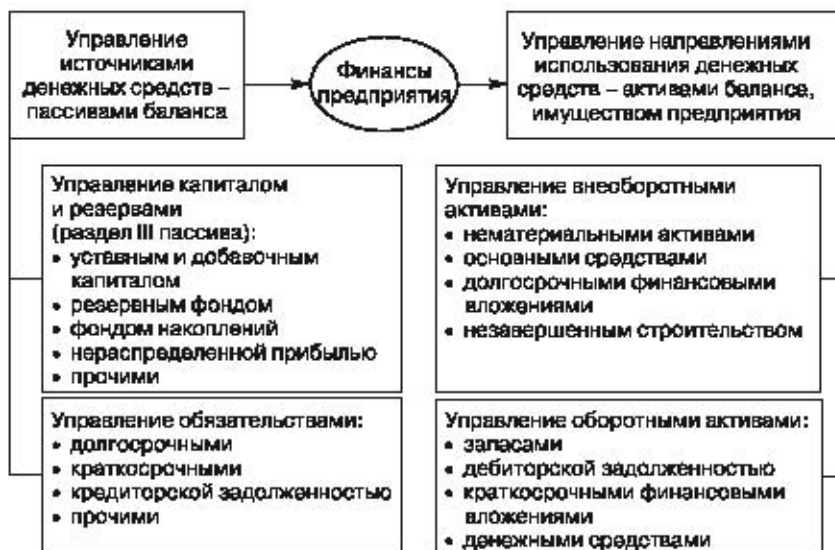 Управление
источниками
денежных средств –
пассивами баланса
Финансы
предприятия
Управление направлениями
использования денежных
средств – активами баланса,
имуществом предприятия
Управление капиталом
и резервами
(раздел III пассива):
• уставным и добавочным
капиталом
• резервным фондом
• фондом накоплений
• нераспределенной прибылью
• прочими
Управление внеоборотными
активами:
• нематериальными активами
• основными средствами
• долгосрочными финансовыми
вложениями
• незавершенным строительством
Управление обязательствами:
• долгосрочными
• краткосрочными
• кредиторской задолженностью
• прочими
Управление оборотными активами:
• запасами
• дебиторской задолженностью
• краткосрочными финансовыми
вложениями
• денежными средствами